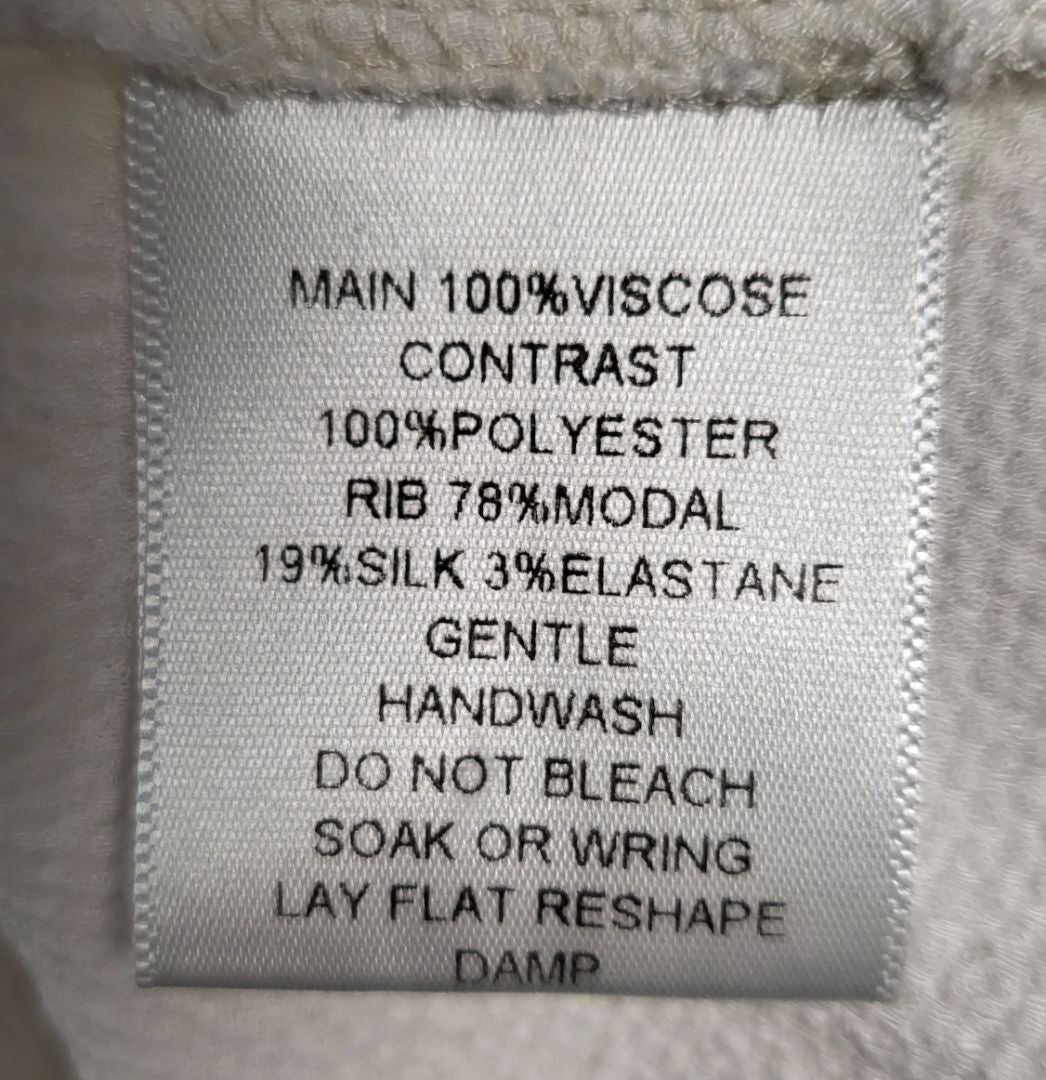 MAIN 100%VISCOSE
CONTRAST
100%POLYESTER
RIB 78%MODAL
19%SILK 3%ELASTANE
GENTLE
HANDWASH
DO NOT BLEACH
SOAK OR WRING
LAY FLAT RESHAPE
DAMP